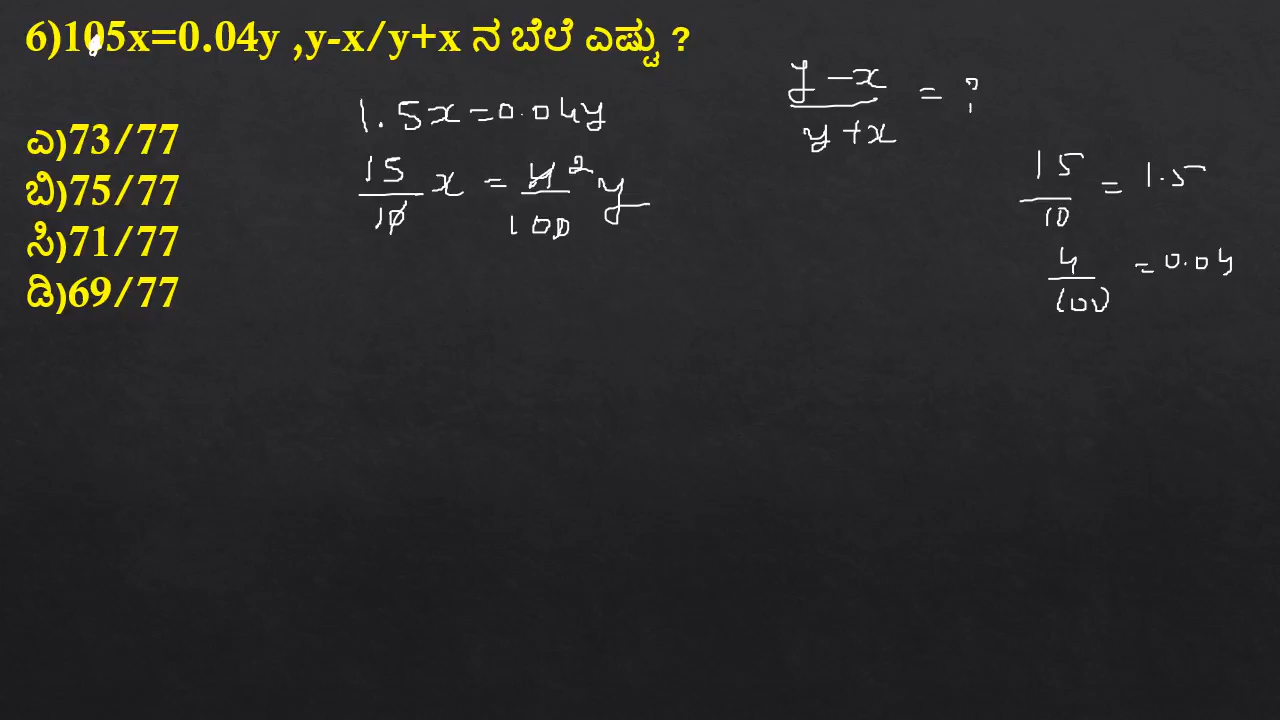 6)105x=0.04y ,y-x/y+x ನ ಬೆಲೆ ಎಷ್ಟು ?
ಎ)73/77
ಬಿ)75/77
ಸಿ)71/77
ಡಿ)69/77
1.5x=0.04y
15/10 x = 4 2/100 y
y-x/y+x = ?
15/10 = 1.5
4/100 = 0.04